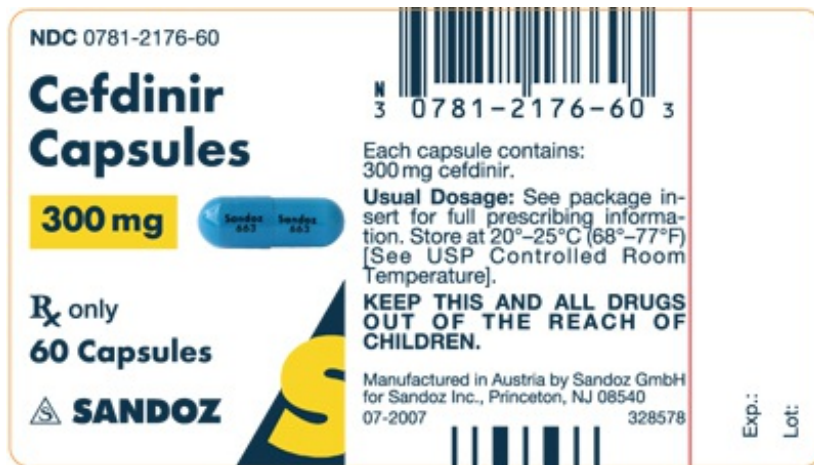 NDC 0781-2176-60
Cefdinir
Capsules
300 mg
Sandoz Sandoz
663 663
Rx only
60 Capsules
S SANDOZ
S
N
3 0781-2176-60 3
Each capsule contains:
300 mg cefdinir.
Usual Dosage: See package in-
sert for full prescribing informa-
tion. Store at 20°–25°C (68°–77°F)
[See USP Controlled Room
Temperature].
KEEP THIS AND ALL DRUGS
OUT OF THE REACH OF
CHILDREN.
Manufactured in Austria by Sandoz GmbH
for Sandoz Inc., Princeton, NJ 08540
07-2007 328578
Exp.:
Lot: